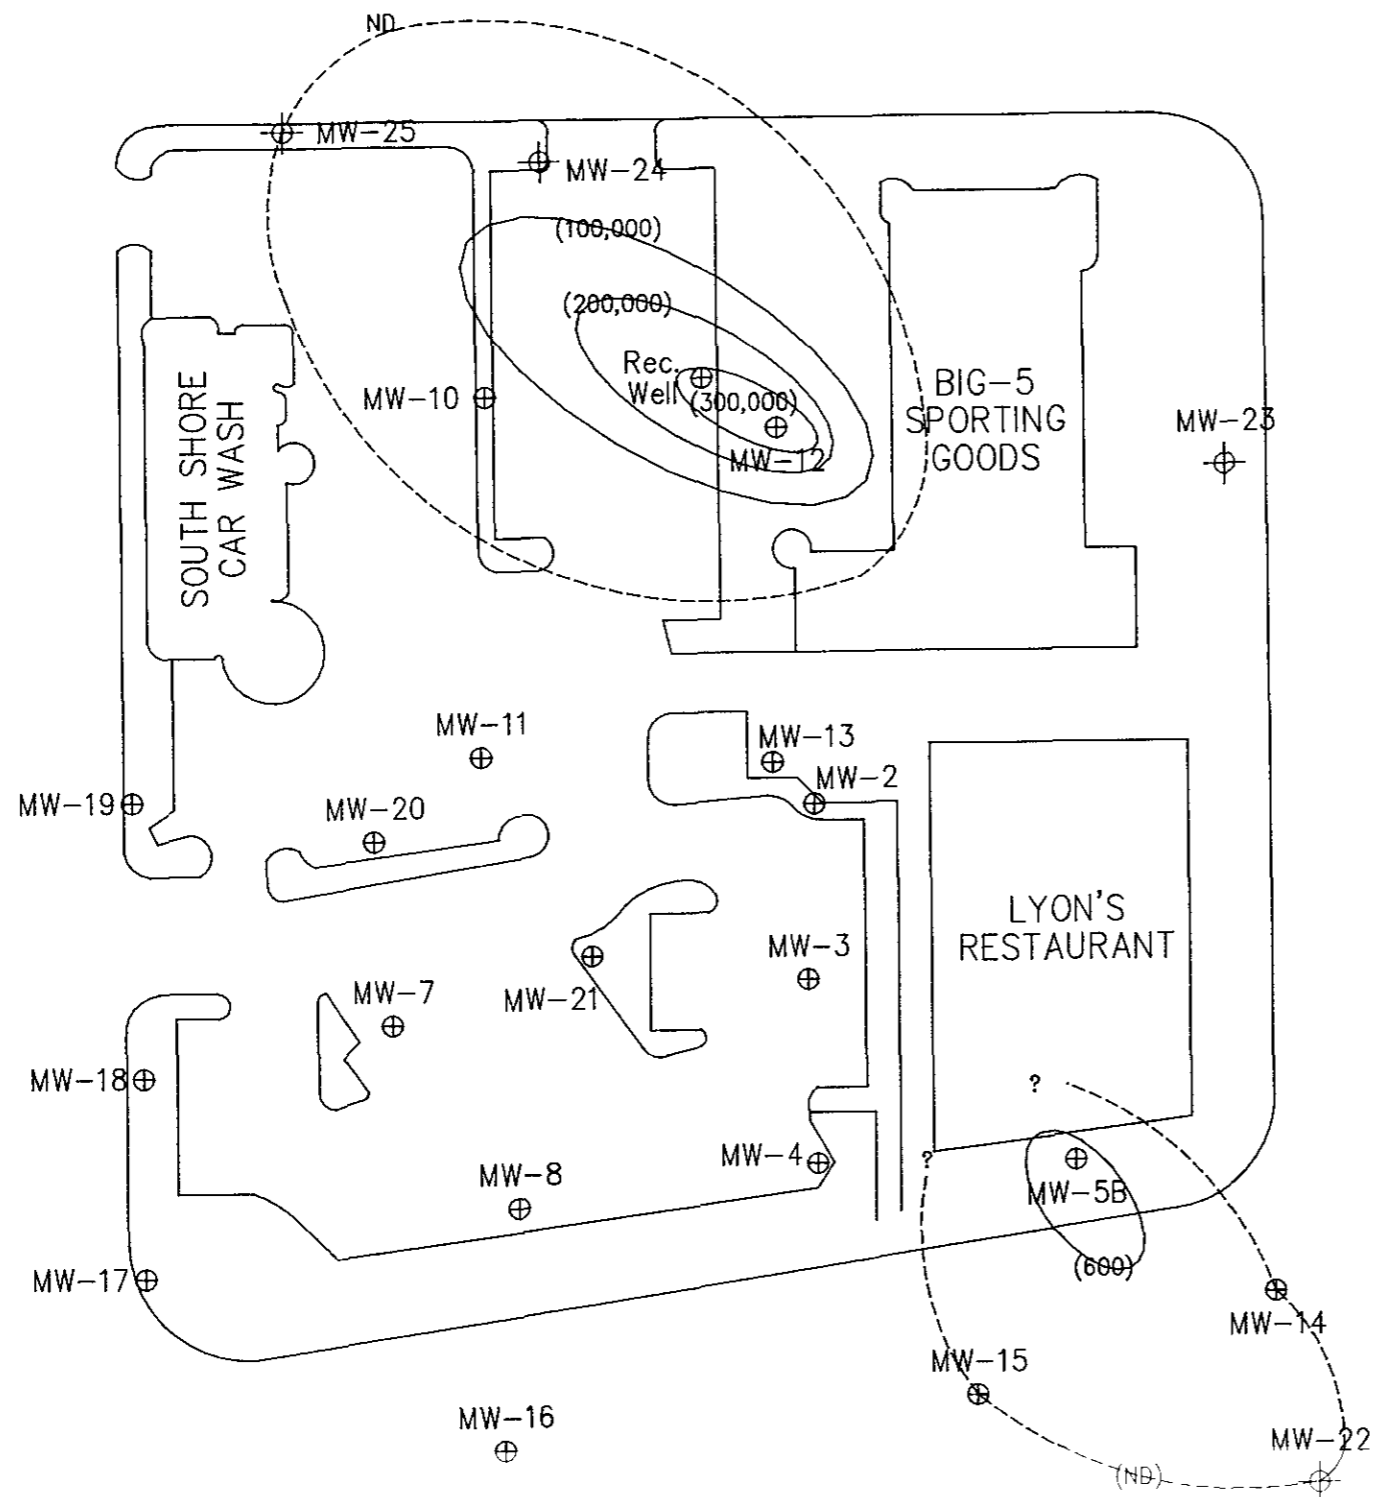 ND
MW-25
MW-24
(100,000)
(200,000)
Rec.
Well
(300,000)
MW-10
MW-12
BIG-5
SPORTING
GOODS
MW-23
SOUTH SHORE
CAR WASH
MW-11
MW-13
MW-2
MW-19
MW-20
LYON'S
RESTAURANT
MW-3
MW-21
MW-7
MW-18
?
MW-4
?
MW-8
MW-5B
MW-17
(600)
MW-14
MW-15
MW-16
MW-22
(ND)